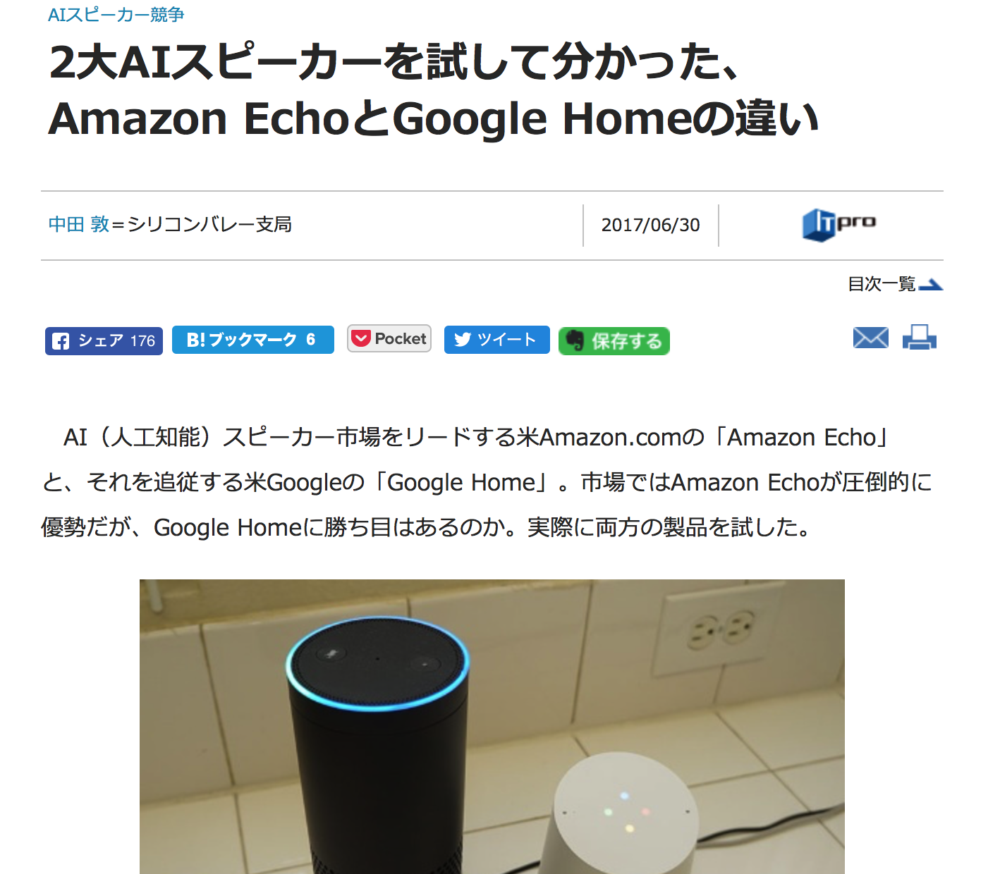 AIスピーカー競争
2大AIスピーカーを試して分かった、
Amazon EchoとGoogle Homeの違い
中田 敦＝シリコンバレー支局
2017/06/30
ITpro
目次一覧
シェア 176
B!ブックマーク 6
Pocket
ツイート
保存する
AI（人工知能）スピーカー市場をリードする米Amazon.comの「Amazon Echo」
と、それを追従する米Googleの「Google Home」。市場ではAmazon Echoが圧倒的に
優勢だが、Google Homeに勝ち目はあるのか。実際に両方の製品を試した。